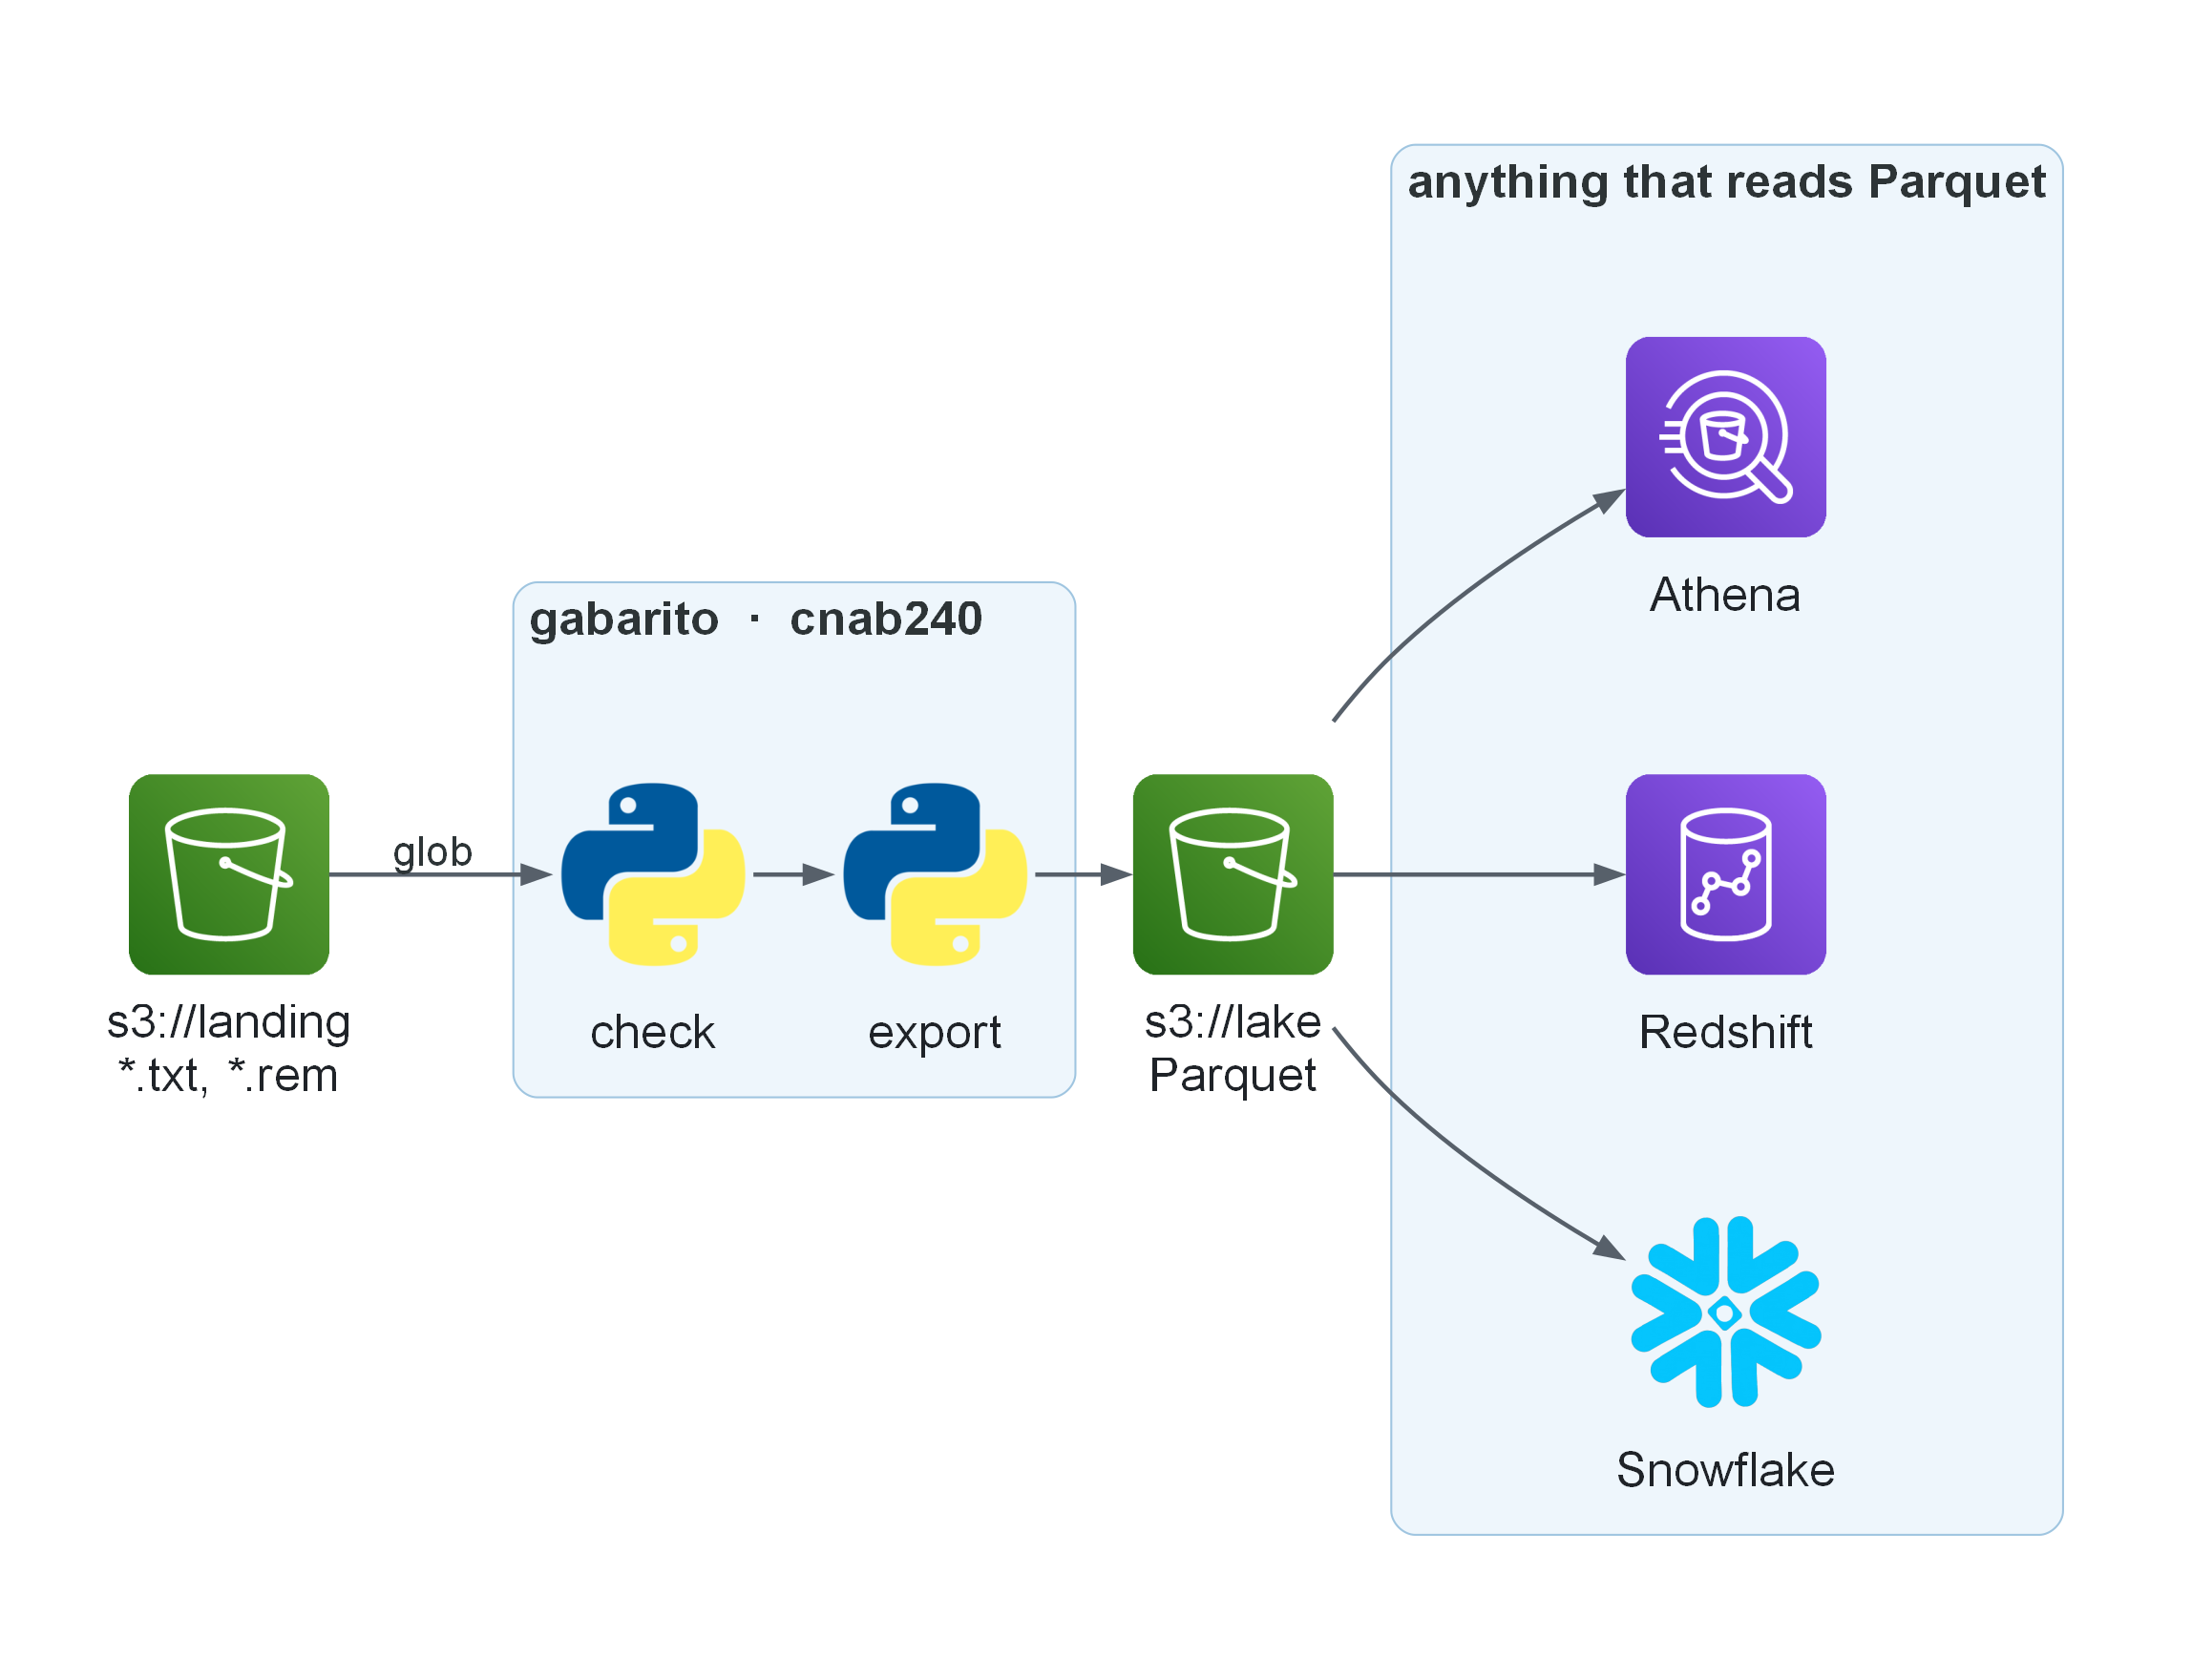 anything that reads Parquet
Athena
gabarito · cnab240
glob
s3://landing
*.txt, *.rem
check
export
s3://lake
Parquet
Redshift
Snowflake